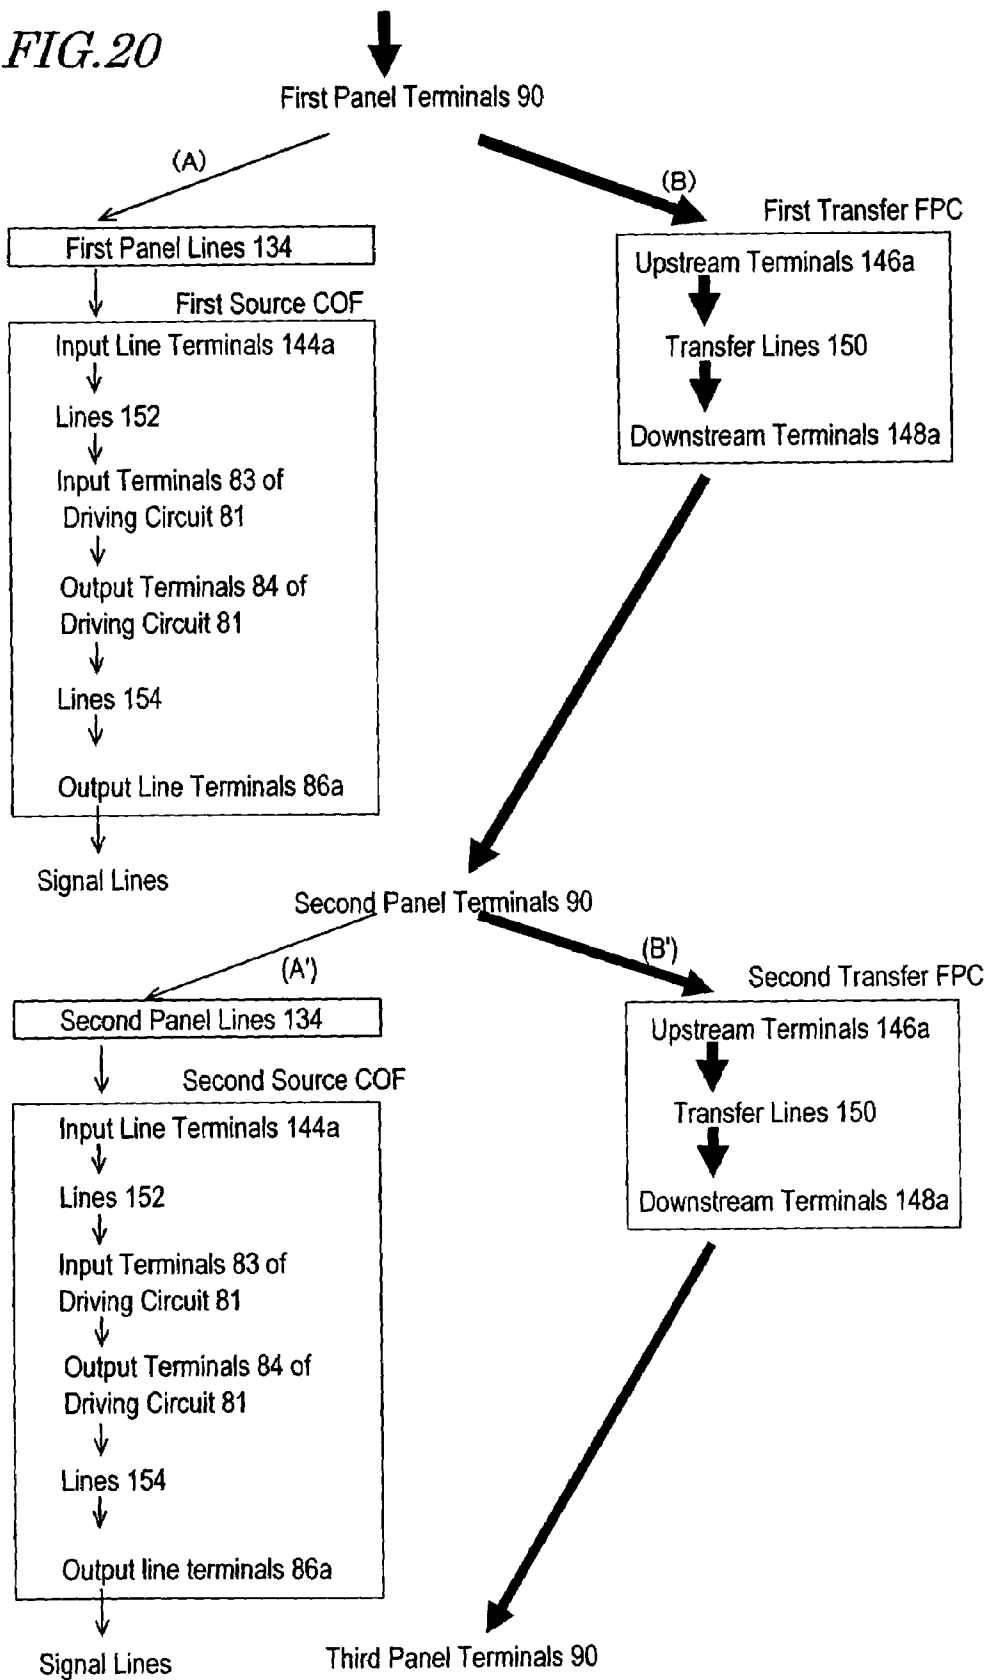 FIG.20
First Panel Terminals 90
(A)
(B)
First Panel Lines 134
First Source COF
Input Line Terminals 144a
Lines 152
Input Terminals 83 of
Driving Circuit 81
Output Terminals 84 of
Driving Circuit 81
Lines 154
Output Line Terminals 86a
Signal Lines
First Transfer FPC
Upstream Terminals 146a
Transfer Lines 150
Downstream Terminals 148a
Second Panel Terminals 90
(A')
(B')
Second Panel Lines 134
Second Source COF
Input Line Terminals 144a
Lines 152
Input Terminals 83 of
Driving Circuit 81
Output Terminals 84 of
Driving Circuit 81
Lines 154
Output line terminals 86a
Signal Lines
Second Transfer FPC
Upstream Terminals 146a
Transfer Lines 150
Downstream Terminals 148a
Third Panel Terminals 90